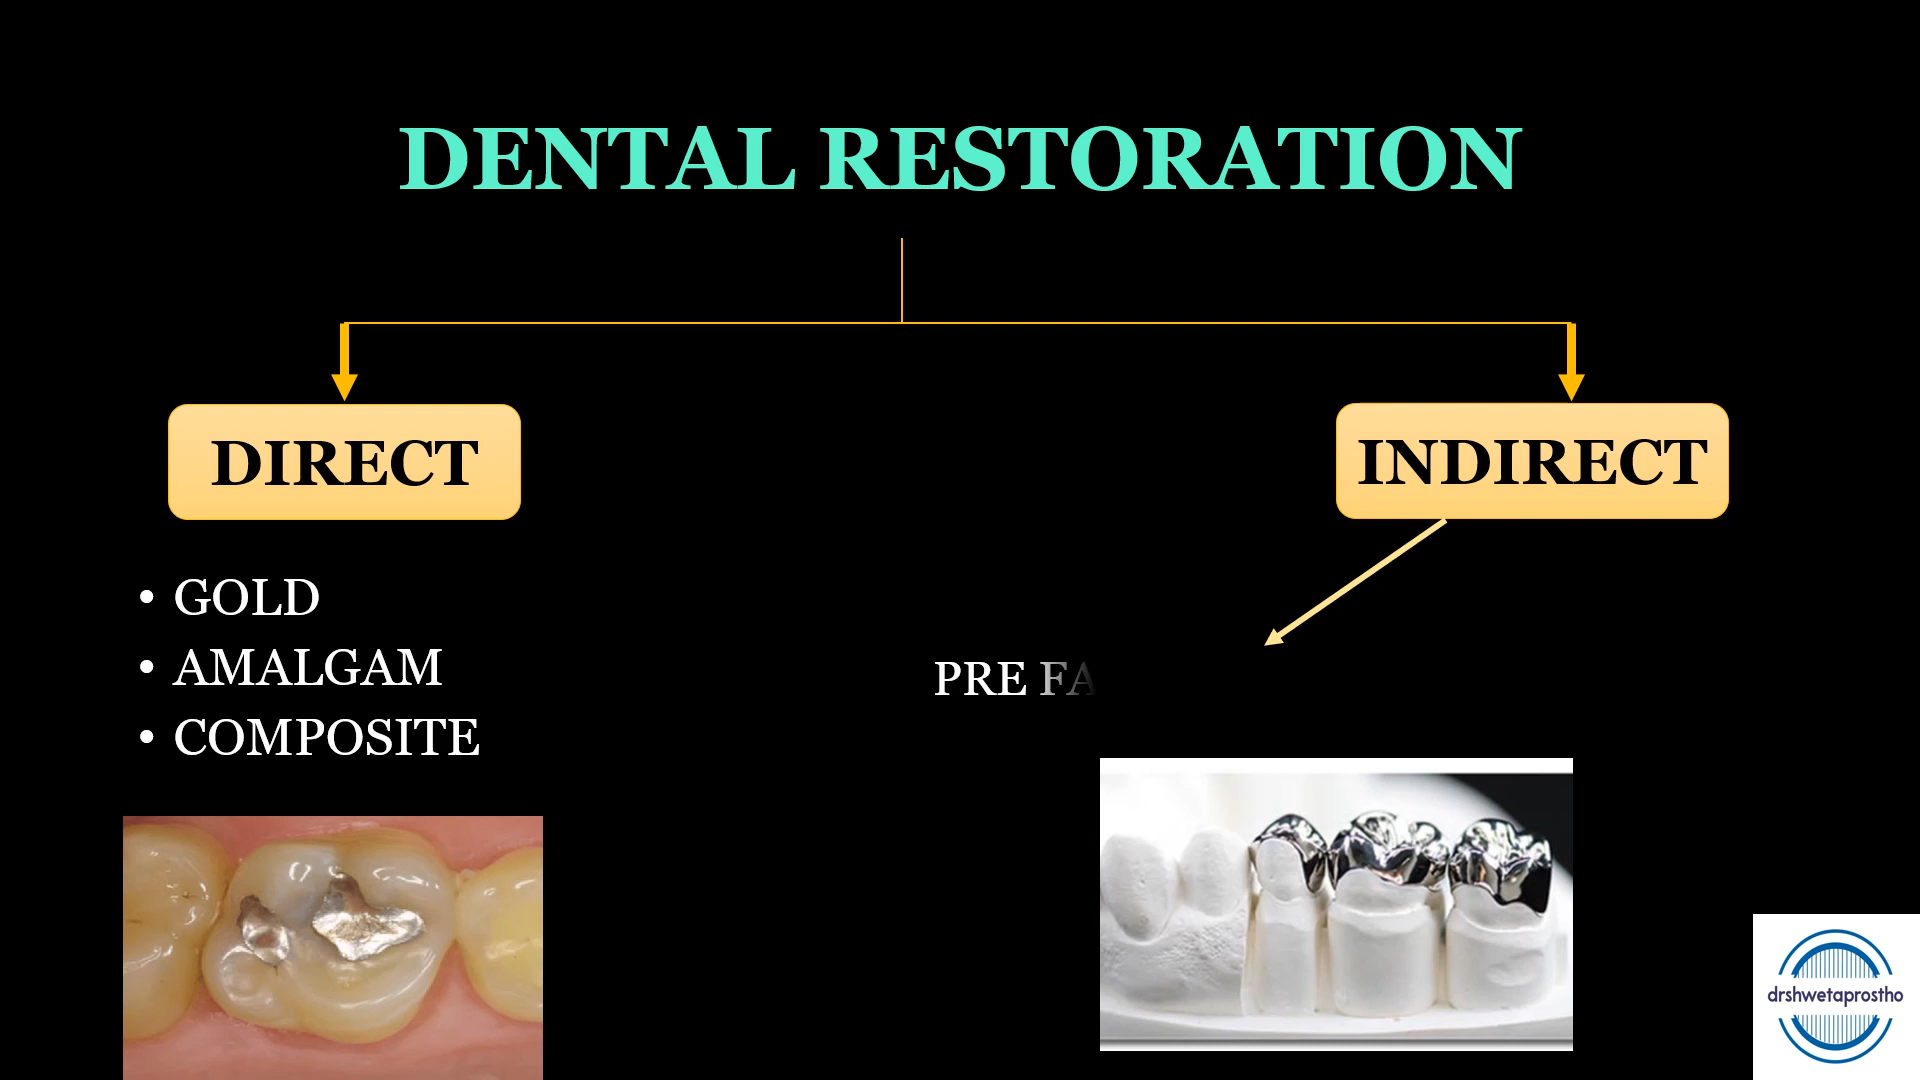 DENTAL RESTORATION
DIRECT
INDIRECT
• GOLD
• AMALGAM
• COMPOSITE
PRE FA
drshwetaprostho